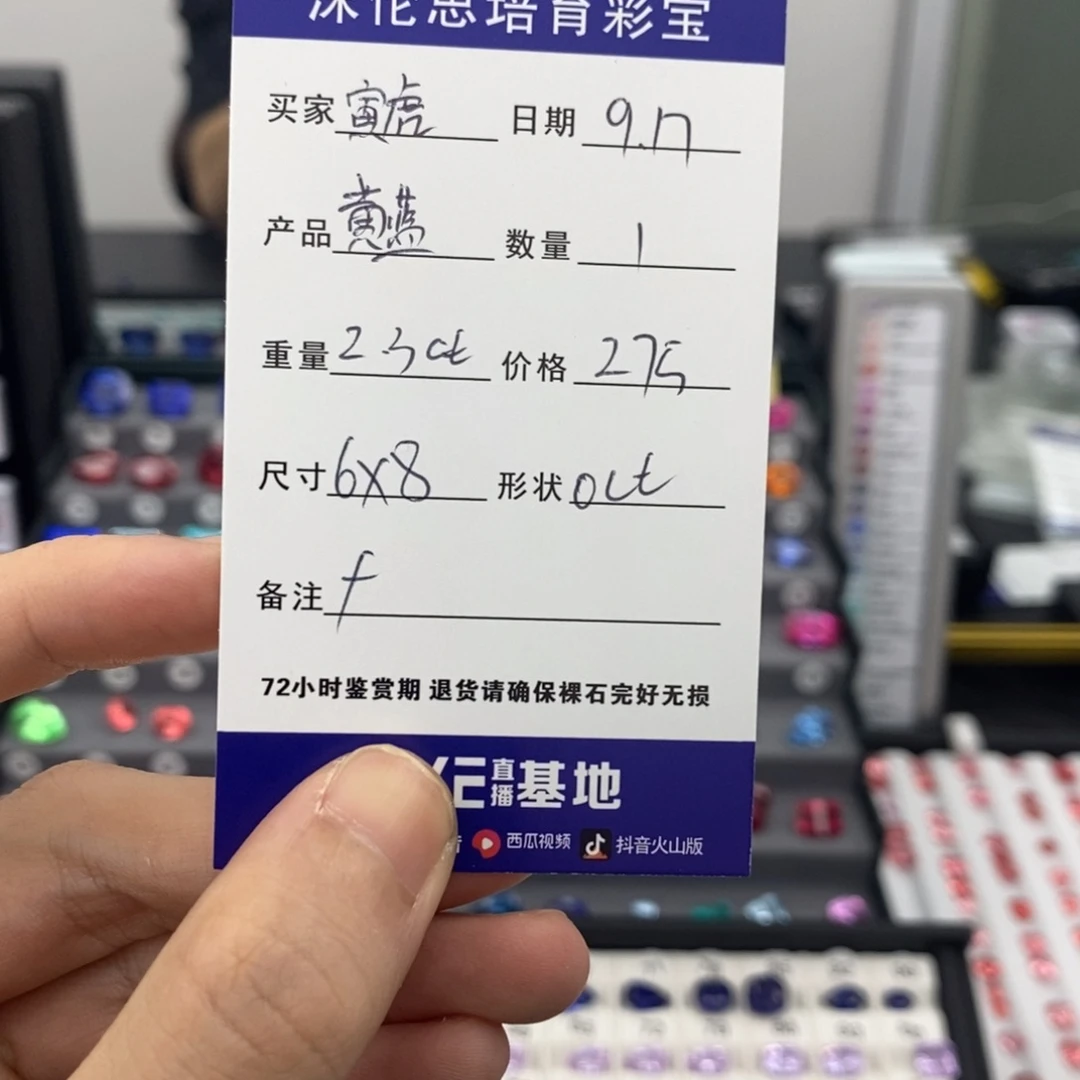 深伦思培育彩宝
买家 寅虎 日期 9.17
产品 黄蓝 数量 1
重量 2.3ct 价格 275
尺寸 6x8 形状 oct
备注
72小时鉴赏期 退货请确保裸石完好无损
直播基地
西瓜视频 抖音火山版